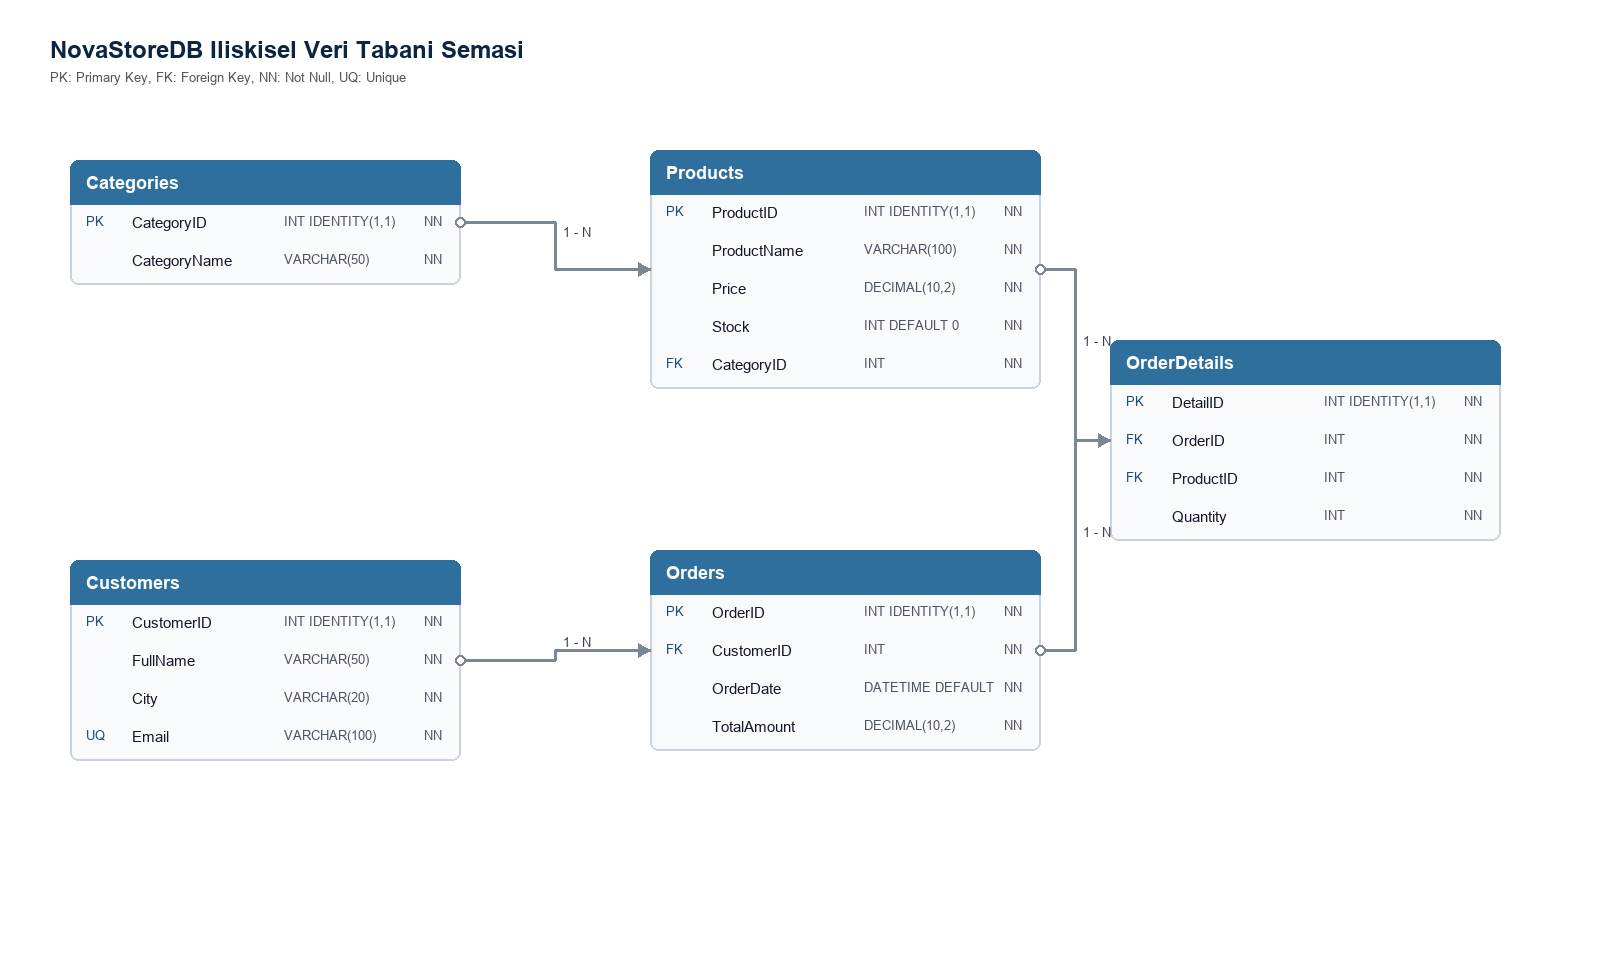 NovaStoreDB Iliskisel Veri Tabani Semasi
PK: Primary Key, FK: Foreign Key, NN: Not Null, UQ: Unique
Categories
PK CategoryID INT IDENTITY(1,1) NN
CategoryName VARCHAR(50) NN
1 - N
Products
PK ProductID INT IDENTITY(1,1) NN
ProductName VARCHAR(100) NN
Price DECIMAL(10,2) NN
Stock INT DEFAULT 0 NN
FK CategoryID INT NN
1 - N
OrderDetails
PK DetailID INT IDENTITY(1,1) NN
FK OrderID INT NN
FK ProductID INT NN
Quantity INT NN
1 - N
Customers
PK CustomerID INT IDENTITY(1,1) NN
FullName VARCHAR(50) NN
City VARCHAR(20) NN
UQ Email VARCHAR(100) NN
1 - N
Orders
PK OrderID INT IDENTITY(1,1) NN
FK CustomerID INT NN
OrderDate DATETIME DEFAULT NN
TotalAmount DECIMAL(10,2) NN